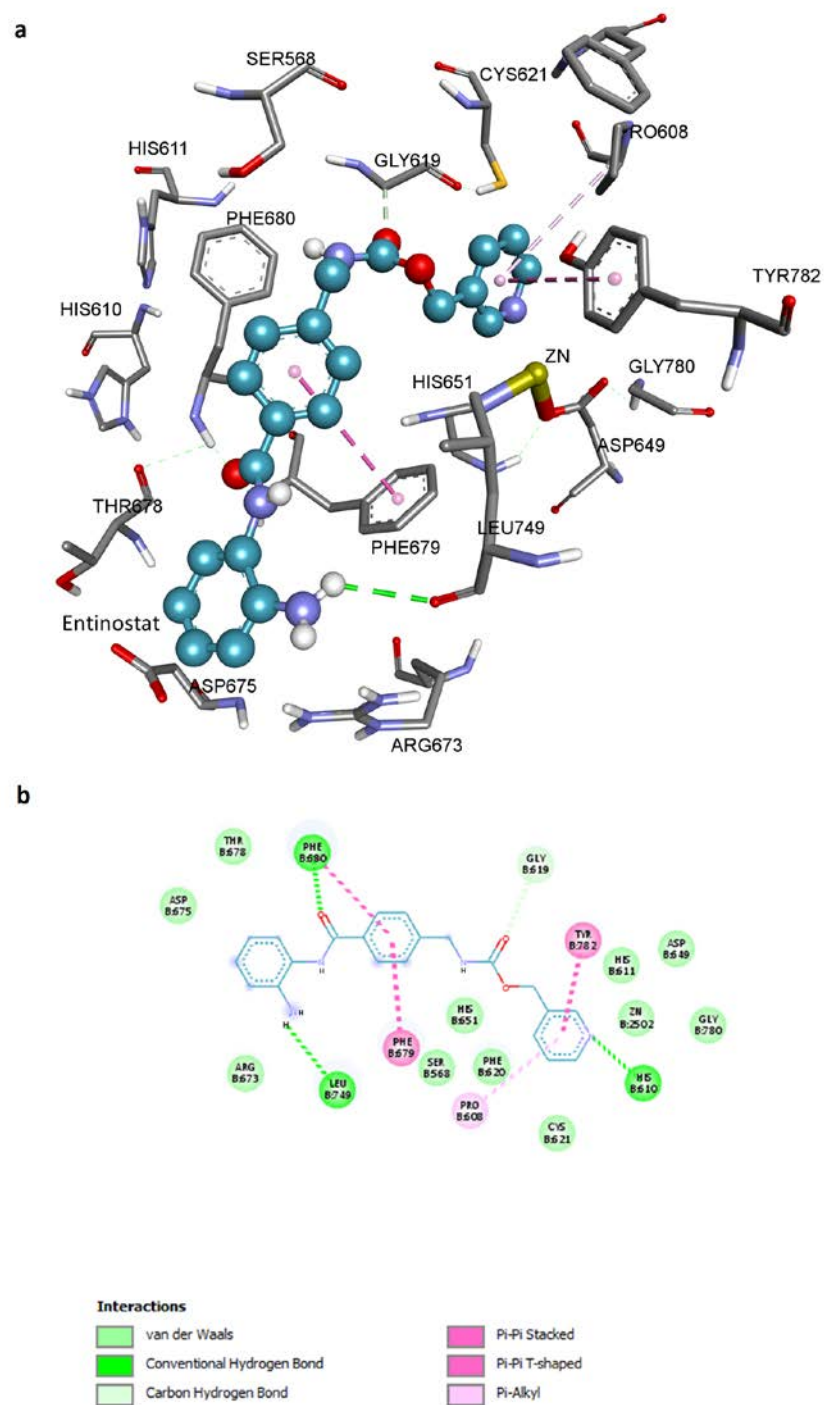 a
SER568
CYS621
RO608
HIS611
GLY619
PHE680
TYR782
HIS610
ZN
HIS651
GLY780
ASP649
THR678
LEU749
PHE679
Entinostat
ASP675
ARG673
b
THR
B:678
PHE
B:680
GLY
B:619
ASP
B:675
TYR
B:782
HIS
B:611
ASP
B:649
H
N
H
HIS
B:651
ZN
B:2502
GLY
B:780
H
H
PHE
B:679
SER
B:568
PHE
B:620
ARG
B:673
LEU
B:749
HIS
B:610
PRO
B:608
CYS
B:621
Interactions
van der Waals
Pi-Pi Stacked
Conventional Hydrogen Bond
Pi-Pi T-shaped
Carbon Hydrogen Bond
Pi-Alkyl